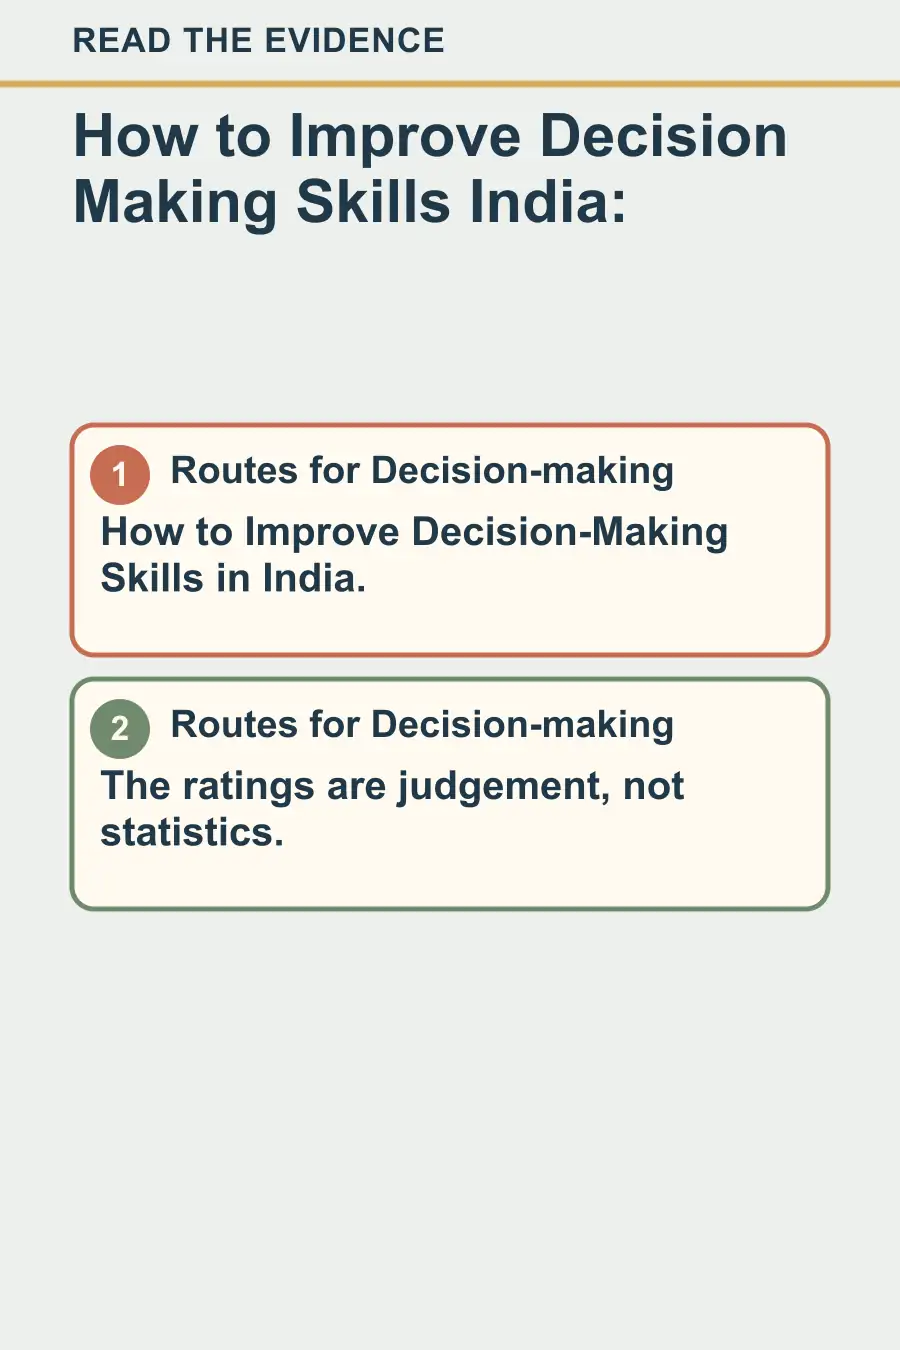 READ THE EVIDENCE
How to Improve Decision
Making Skills India:
1 Routes for Decision-making
How to Improve Decision-Making
Skills in India.
2 Routes for Decision-making
The ratings are judgement, not
statistics.